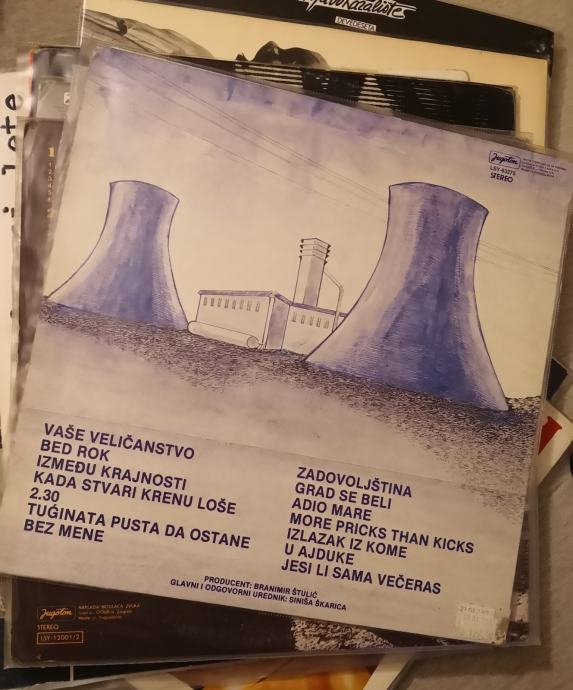 DEVEDESETA
Jugoton
LSY-63275
STEREO
VAŠE VELIČANSTVO
BED ROK
IZMEĐU KRAJNOSTI
KADA STVARI KRENU LOŠE
2.30
TUĞINATA PUSTA DA OSTANE
BEZ MENE
ZADOVOLJŠTINA
GRAD SE BELI
ADIO MARE
MORE PRICKS THAN KICKS
IZLAZAK IZ KOME
U AJDUKE
JESI LI SAMA VEČERAS
PRODUCENT: BRANIMIR ŠTULIĆ
GLAVNI I ODGOVORNI UREDNIK: SINIŠA ŠKARICA
Jugoton
STEREO
LSY-12001/2